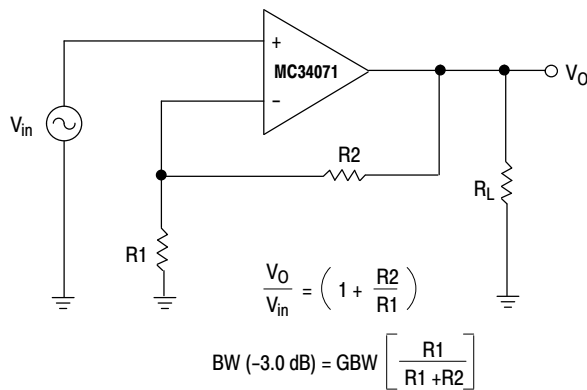 +
MC34071
−
V_O
V_in
R2
R1
R_L
V_O / V_in = ( 1 + R2 / R1 )
BW (−3.0 dB) = GBW [ R1 / R1 +R2 ]